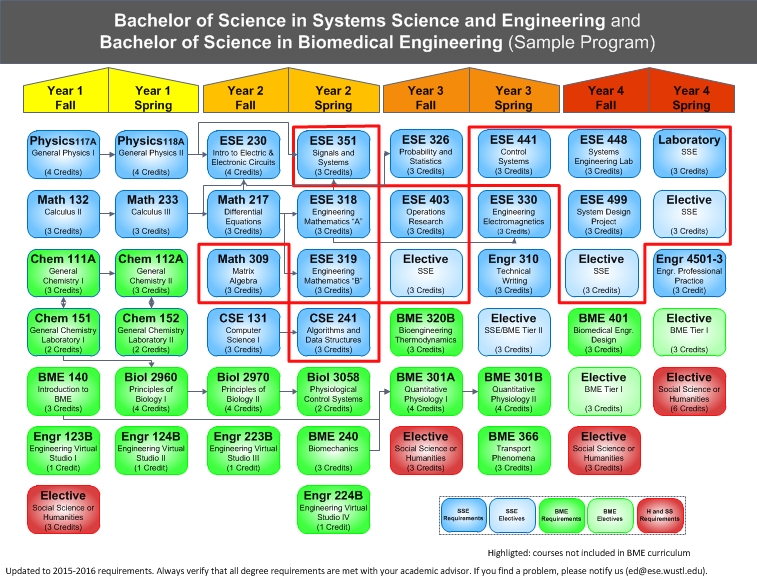 Bachelor of Science in Systems Science and Engineering and
Bachelor of Science in Biomedical Engineering (Sample Program)
Year 1 Fall
Year 1 Spring
Year 2 Fall
Year 2 Spring
Year 3 Fall
Year 3 Spring
Year 4 Fall
Year 4 Spring
Physics117A
General Physics I
(4 Credits)
Physics118A
General Physics II
(4 Credits)
ESE 230
Intro to Electric &
Electronic Circuits
(4 Credits)
ESE 351
Signals and
Systems
(3 Credits)
ESE 326
Probability and
Statistics
(3 Credits)
ESE 441
Control
Systems
(3 Credits)
ESE 448
Systems
Engineering Lab
(3 Credits)
Laboratory
SSE
(3 Credits)
Math 132
Calculus II
(3 Credits)
Math 233
Calculus III
(3 Credits)
Math 217
Differential
Equations
(3 Credits)
ESE 318
Engineering
Mathematics "A"
(3 Credits)
ESE 403
Operations
Research
(3 Credits)
ESE 330
Engineering
Electromagnetics
(3 Credits)
ESE 499
System Design
Project
(3 Credits)
Elective
SSE
(3 Credits)
Chem 111A
General
Chemistry I
(3 Credits)
Chem 112A
General
Chemistry II
(3 Credits)
Math 309
Matrix
Algebra
(3 Credits)
ESE 319
Engineering
Mathematics "B"
(3 Credits)
Elective
SSE
(3 Credits)
Engr 310
Technical
Writing
(3 Credits)
Elective
SSE
(3 Credits)
Engr 4501-3
Engr. Professional
Practice
(3 Credits)
Chem 151
General Chemistry
Laboratory I
(2 Credits)
Chem 152
General Chemistry
Laboratory II
(2 Credits)
CSE 131
Computer
Science I
(3 Credits)
CSE 241
Algorithms and
Data Structures
(3 Credits)
BME 320B
Bioengineering
Thermodynamics
(3 Credits)
Elective
SSE/BME Tier II
(3 Credits)
BME 401
Biomedical Engr.
Design
(3 Credits)
Elective
BME Tier I
(3 Credits)
BME 140
Introduction to
BME
(3 Credits)
Biol 2960
Principles of
Biology I
(4 Credits)
Biol 2970
Principles of
Biology II
(4 Credits)
Biol 3058
Physiological
Control Systems
(2 Credits)
BME 301A
Quantitative
Physiology I
(4 Credits)
BME 301B
Quantitative
Physiology II
(4 Credits)
Elective
BME Tier I
(3 Credits)
Elective
Social Science or
Humanities
(6 Credits)
Engr 123B
Engineering Virtual
Studio I
(1 Credit)
Engr 124B
Engineering Virtual
Studio II
(1 Credit)
Engr 223B
Engineering Virtual
Studio III
(1 Credit)
BME 240
Biomechanics
(3 Credits)
Elective
Social Science or
Humanities
(3 Credits)
BME 366
Transport
Phenomena
(3 Credits)
Elective
Social Science or
Humanities
(3 Credits)
Elective
Social Science or
Humanities
(3 Credits)
Engr 224B
Engineering Virtual
Studio IV
(1 Credit)
SSE
Requirements
SSE
Electives
BME
Requirements
BME
Electives
H and SS
Requirements
Highligted: courses not included in BME curriculum
Updated to 2015-2016 requirements. Always verify that all degree requirements are met with your academic advisor. If you find a problem, please notify us (ed@ese.wustl.edu).